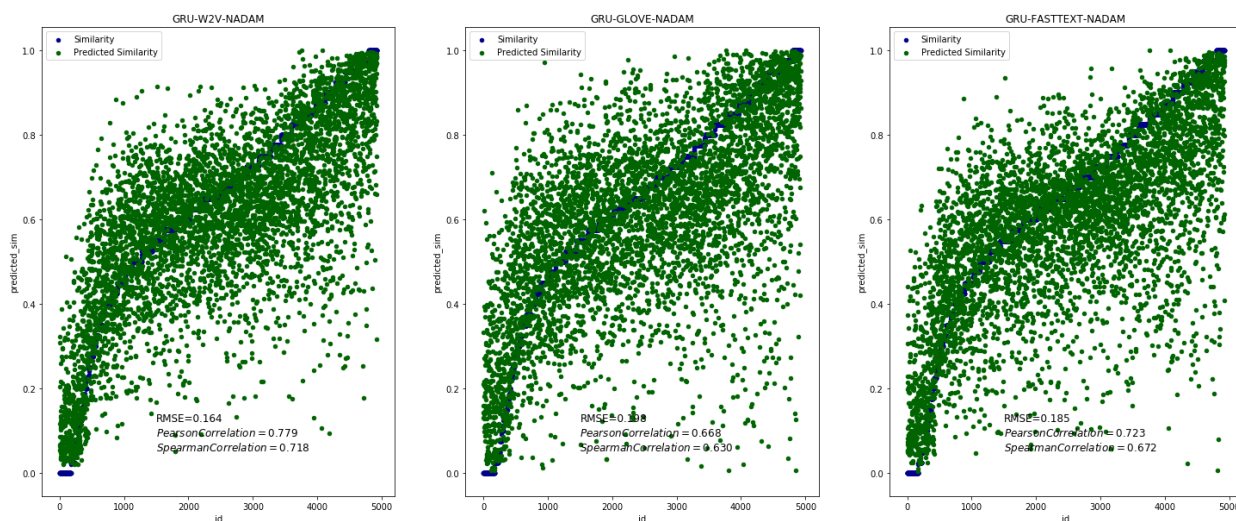 GRU-W2V-NADAM
Similarity
Predicted Similarity
predicted_sim
1.0
0.8
0.6
0.4
0.2
0.0
RMSE=0.164
PearsonCorrelation = 0.779
SpearmanCorrelation = 0.718
0 1000 2000 3000 4000 5000
id
GRU-GLOVE-NADAM
Similarity
Predicted Similarity
predicted_sim
1.0
0.8
0.6
0.4
0.2
0.0
RMSE=0.198
PearsonCorrelation = 0.668
SpearmanCorrelation = 0.630
0 1000 2000 3000 4000 5000
id
GRU-FASTTEXT-NADAM
Similarity
Predicted Similarity
predicted_sim
1.0
0.8
0.6
0.4
0.2
0.0
RMSE=0.185
PearsonCorrelation = 0.723
SpearmanCorrelation = 0.672
0 1000 2000 3000 4000 5000
id